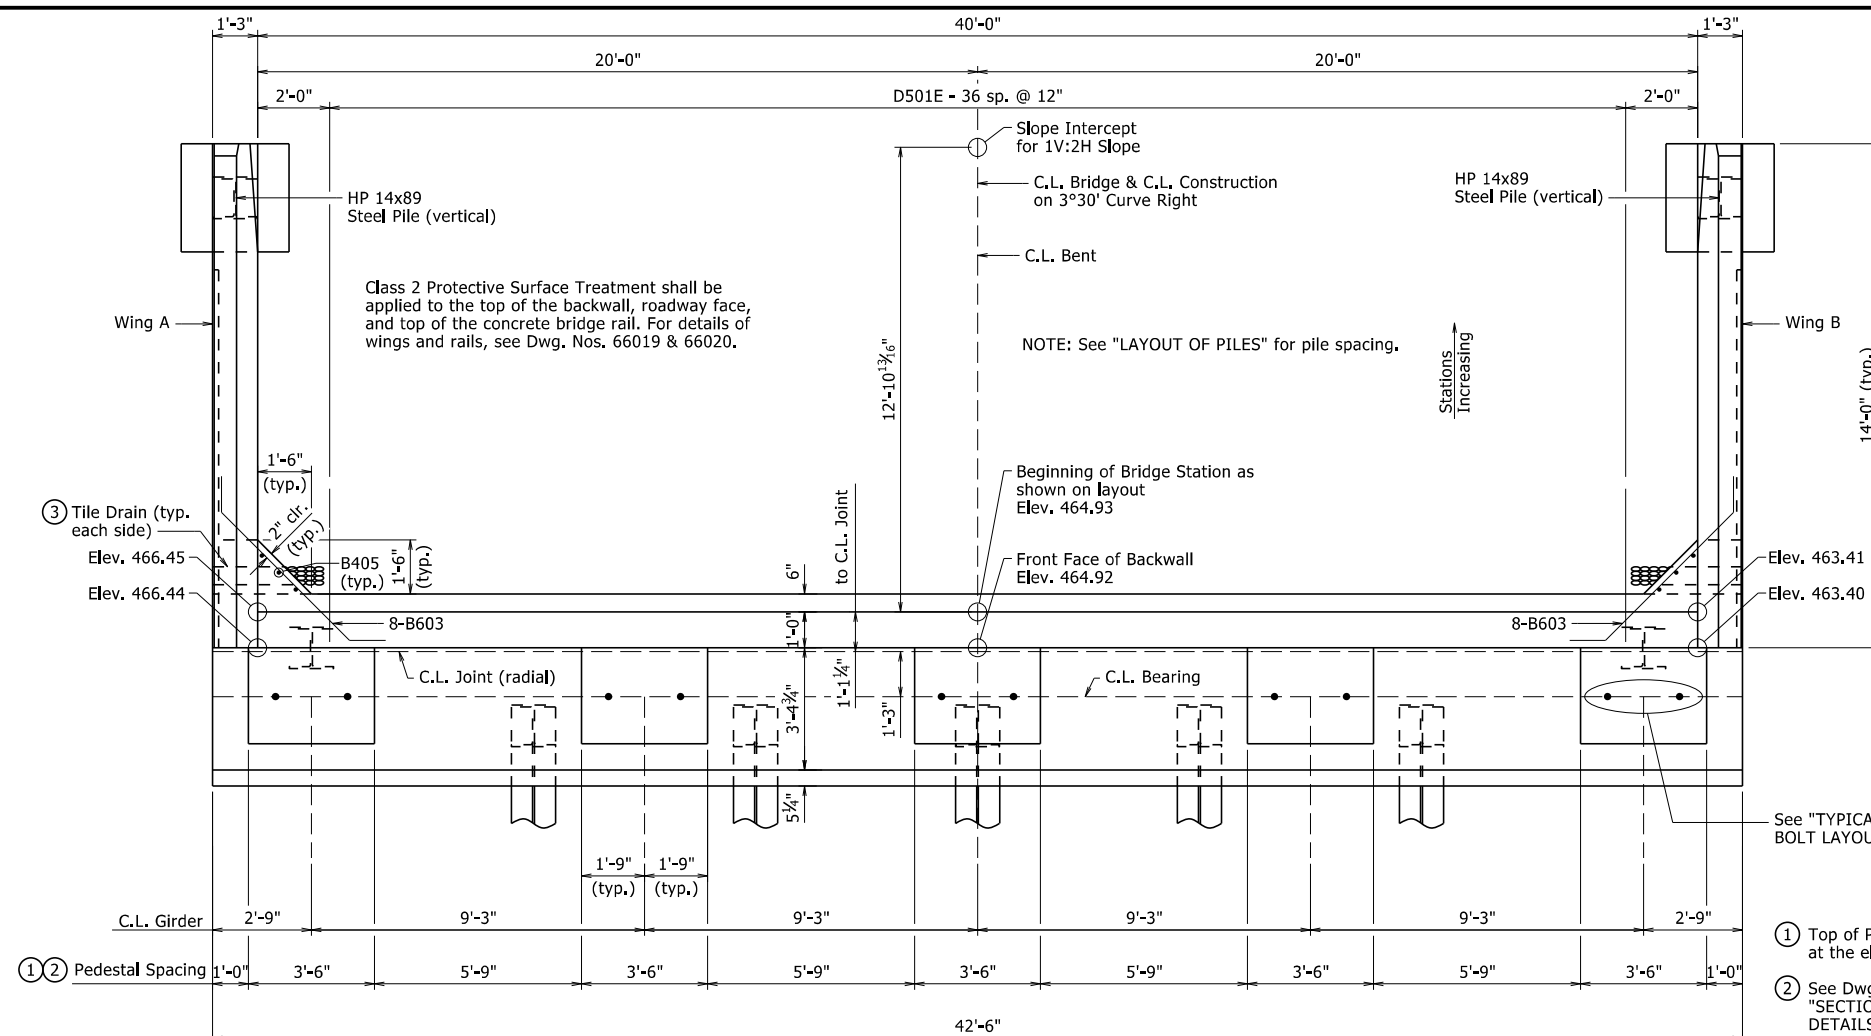 1'-3"
40'-0"
1'-3"
20'-0"
20'-0"
2'-0"
D501E - 36 sp. @ 12"
2'-0"
Slope Intercept
for 1V:2H Slope
HP 14x89
Steel Pile (vertical)
C.L. Bridge & C.L. Construction
on 3°30' Curve Right
HP 14x89
Steel Pile (vertical)
C.L. Bent
Class 2 Protective Surface Treatment shall be
applied to the top of the backwall, roadway face,
and top of the concrete bridge rail. For details of
wings and rails, see Dwg. Nos. 66019 & 66020.
Wing A
Wing B
NOTE: See "LAYOUT OF PILES" for pile spacing.
Stations
Increasing
12'-10 13/16"
14'-0" (typ.)
1'-6"
(typ.)
2" clr.
(typ.)
③ Tile Drain (typ.
each side)
Elev. 466.45
Elev. 466.44
B405
(typ.)
1'-6"
(typ.)
to C.L. Joint
6"
Beginning of Bridge Station as
shown on layout
Elev. 464.93
Front Face of Backwall
Elev. 464.92
Elev. 463.41
Elev. 463.40
8-B603
1'-0"
8-B603
C.L. Joint (radial)
3'-4¾"
1'-1¼"
1'-3"
C.L. Bearing
5¼"
See "TYPICA
BOLT LAYOU
1'-9"
(typ.)
1'-9"
(typ.)
C.L. Girder
2'-9"
9'-3"
9'-3"
9'-3"
9'-3"
2'-9"
①② Pedestal Spacing
1'-0"
3'-6"
5'-9"
3'-6"
5'-9"
3'-6"
5'-9"
3'-6"
5'-9"
3'-6"
1'-0"
42'-6"
① Top of P
at the el
② See Dwg
"SECTIO
DETAILS